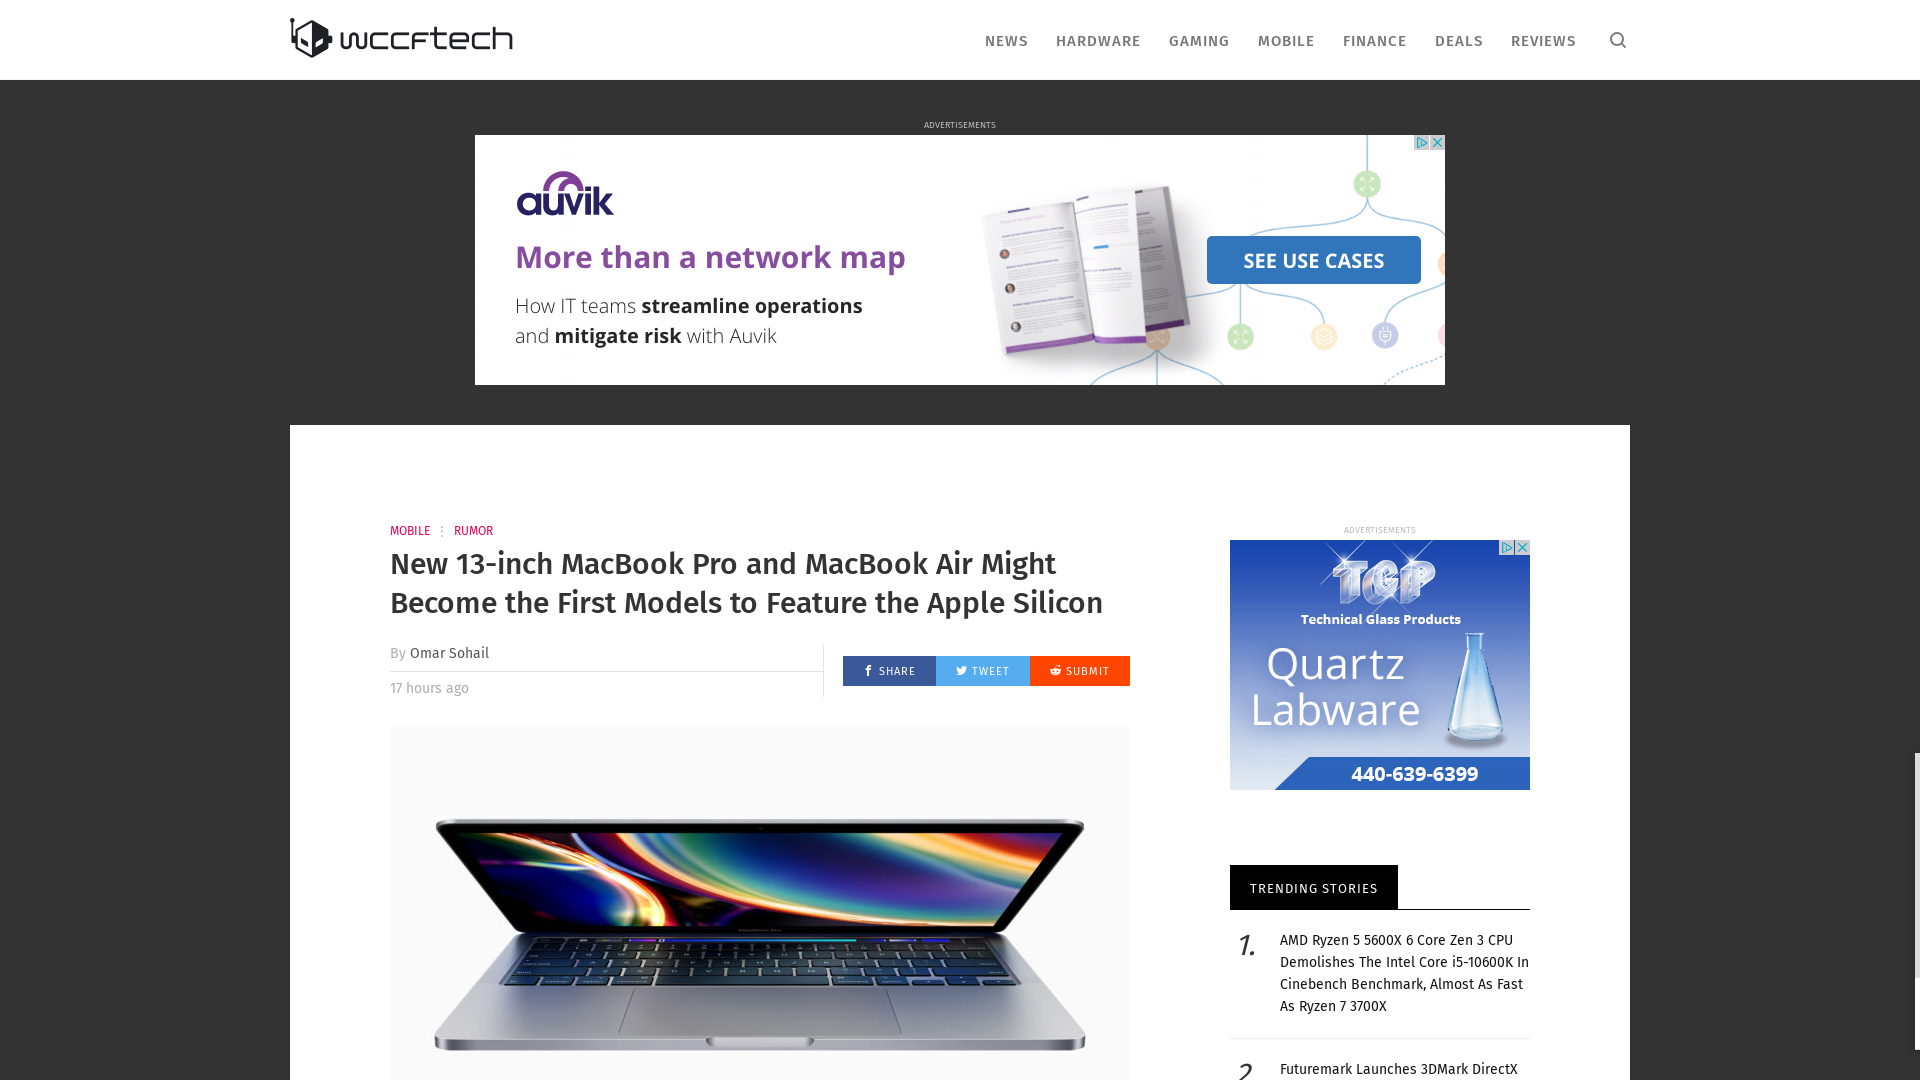 wccftech
NEWS
HARDWARE
GAMING
MOBILE
FINANCE
DEALS
REVIEWS
ADVERTISEMENTS
auvik
More than a network map
How IT teams streamline operations
and mitigate risk with Auvik
SEE USE CASES
MOBILE
RUMOR
New 13-inch MacBook Pro and MacBook Air Might
Become the First Models to Feature the Apple Silicon
By Omar Sohail
17 hours ago
SHARE
TWEET
SUBMIT
ADVERTISEMENTS
TGP
Technical Glass Products
Quartz
Labware
440-639-6399
TRENDING STORIES
1.
AMD Ryzen 5 5600X 6 Core Zen 3 CPU
Demolishes The Intel Core i5-10600K In
Cinebench Benchmark, Almost As Fast
As Ryzen 7 3700X
2
Futuremark Launches 3DMark DirectX